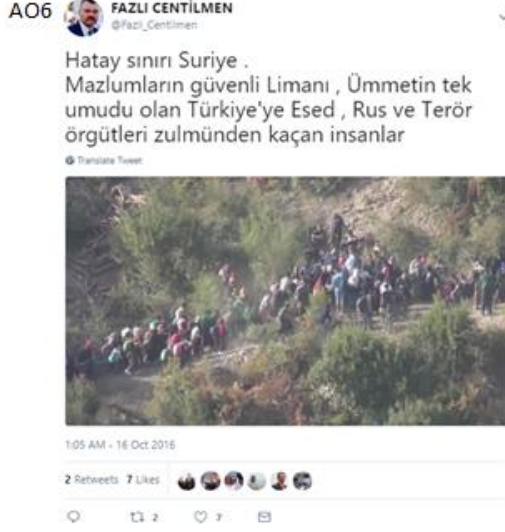 AO6
FAZLI CENTİLMEN
@Fazli_Centilmen
Hatay sınırı Suriye .
Mazlumların güvenli Limanı , Ümmetin tek
umudu olan Türkiye'ye Esed , Rus ve Terör
örgütleri zulmünden kaçan insanlar
Translate Tweet
1:05 AM - 16 Oct 2016
2 Retweets 7 Likes
2 7